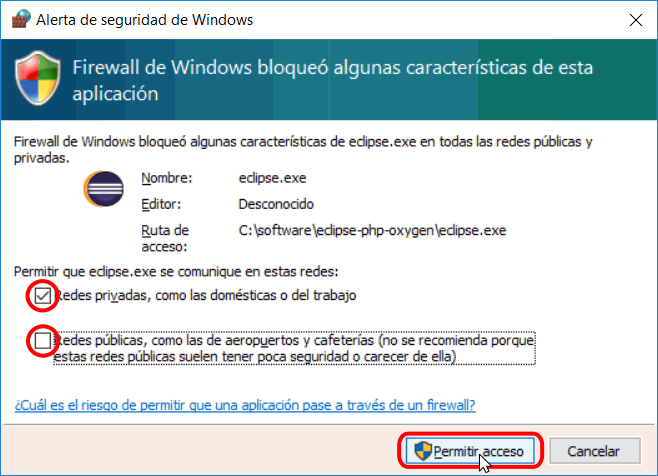 Alerta de seguridad de Windows
Firewall de Windows bloqueó algunas características de esta
aplicación
Firewall de Windows bloqueó algunas características de eclipse.exe en todas las redes públicas y
privadas.
Nombre: eclipse.exe
Editor: Desconocido
Ruta de C:\software\eclipse-php-oxygen\eclipse.exe
acceso:
Permitir que eclipse.exe se comunique en estas redes:
Redes privadas, como las domésticas o del trabajo
Redes públicas, como las de aeropuertos y cafeterías (no se recomienda porque
estas redes públicas suelen tener poca seguridad o carecer de ella)
¿Cuál es el riesgo de permitir que una aplicación pase a través de un firewall?
Permitir acceso Cancelar